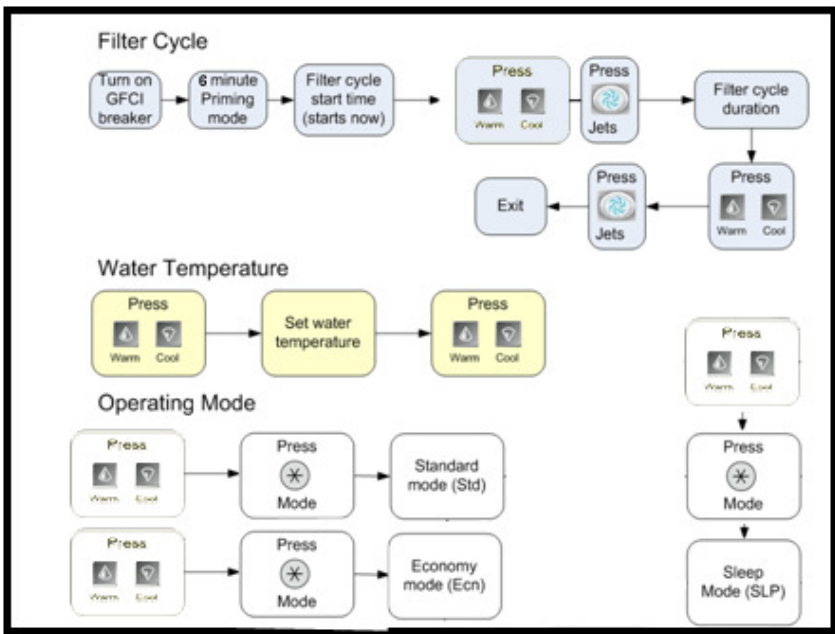 Filter Cycle
Turn on
GFCI
breaker
6 minute
Priming
mode
Filter cycle
start time
(starts now)
Press
Warm Cool
Press
Jets
Filter cycle
duration
Press
Warm Cool
Press
Jets
Exit
Water Temperature
Press
Warm Cool
Set water
temperature
Press
Warm Cool
Operating Mode
Press
Warm Cool
Press
Mode
Standard
mode (Std)
Press
Warm Cool
Press
Mode
Economy
mode (Ecn)
Press
Warm Cool
Press
Mode
Sleep
Mode (SLP)